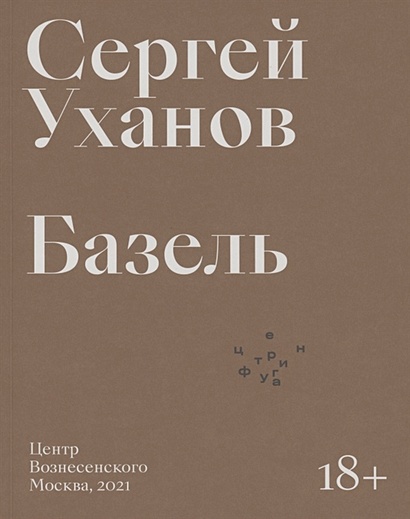 Сергей
Уханов
Базель
центрифуга
Центр
Вознесенского
Москва, 2021
18+